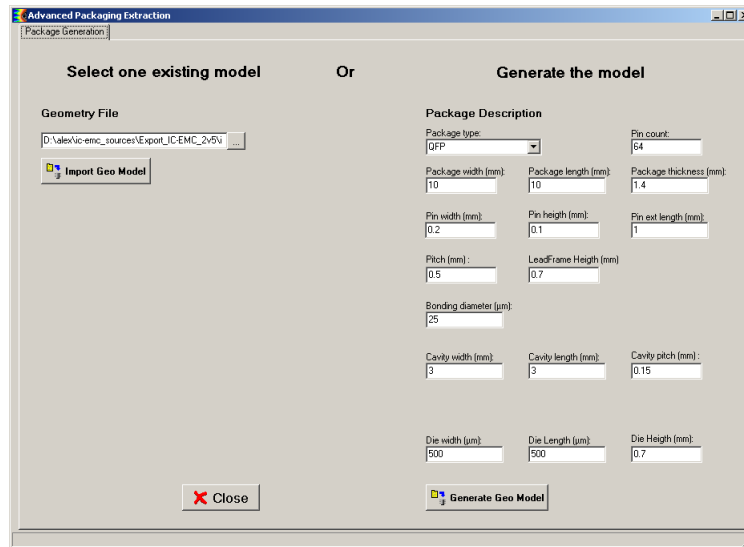 Advanced Packaging Extraction
Package Generation
Select one existing model Or Generate the model
Geometry File
D:\alex\ic-emc_sources\Export_IC-EMC_2v5\i ...
Import Geo Model
Package Description
Package type: Pin count:
QFP 64
Package width (mm): Package length (mm): Package thickness (mm):
10 10 1.4
Pin width (mm): Pin heigth (mm): Pin ext length (mm):
0.2 0.1 1
Pitch (mm) : LeadFrame Heigth (mm)
0.5 0.7
Bonding diameter (µm):
25
Cavity width (mm): Cavity length (mm): Cavity pitch (mm) :
3 3 0.15
Die width (µm): Die Length (µm): Die Heigth (mm):
500 500 0.7
Close Generate Geo Model